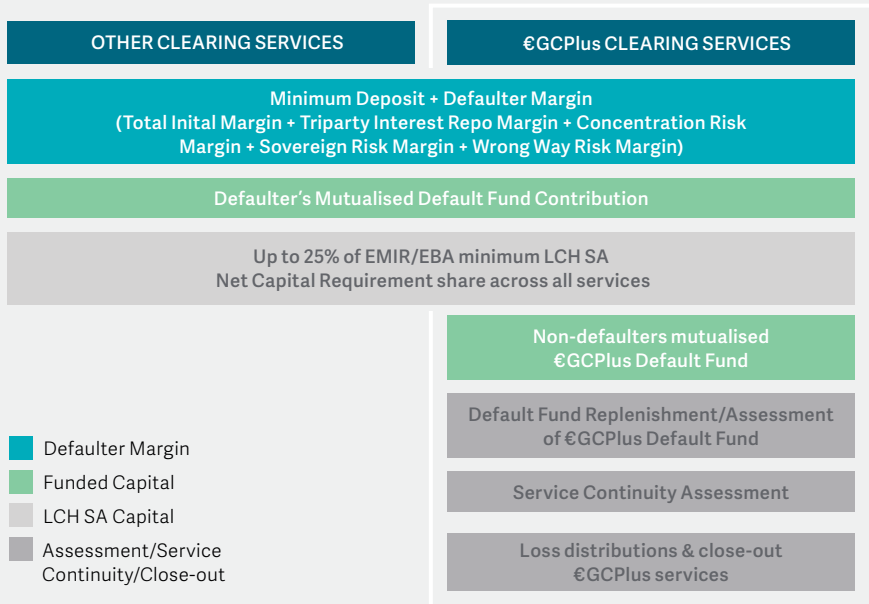 OTHER CLEARING SERVICES
€GCPlus CLEARING SERVICES
Minimum Deposit + Defaulter Margin
(Total Inital Margin + Triparty Interest Repo Margin + Concentration Risk
Margin + Sovereign Risk Margin + Wrong Way Risk Margin)
Defaulter's Mutualised Default Fund Contribution
Up to 25% of EMIR/EBA minimum LCH SA
Net Capital Requirement share across all services
Non-defaulters mutualised
€GCPlus Default Fund
Default Fund Replenishment/Assessment
of €GCPlus Default Fund
Service Continuity Assessment
Loss distributions & close-out
€GCPlus services
Defaulter Margin
Funded Capital
LCH SA Capital
Assessment/Service
Continuity/Close-out